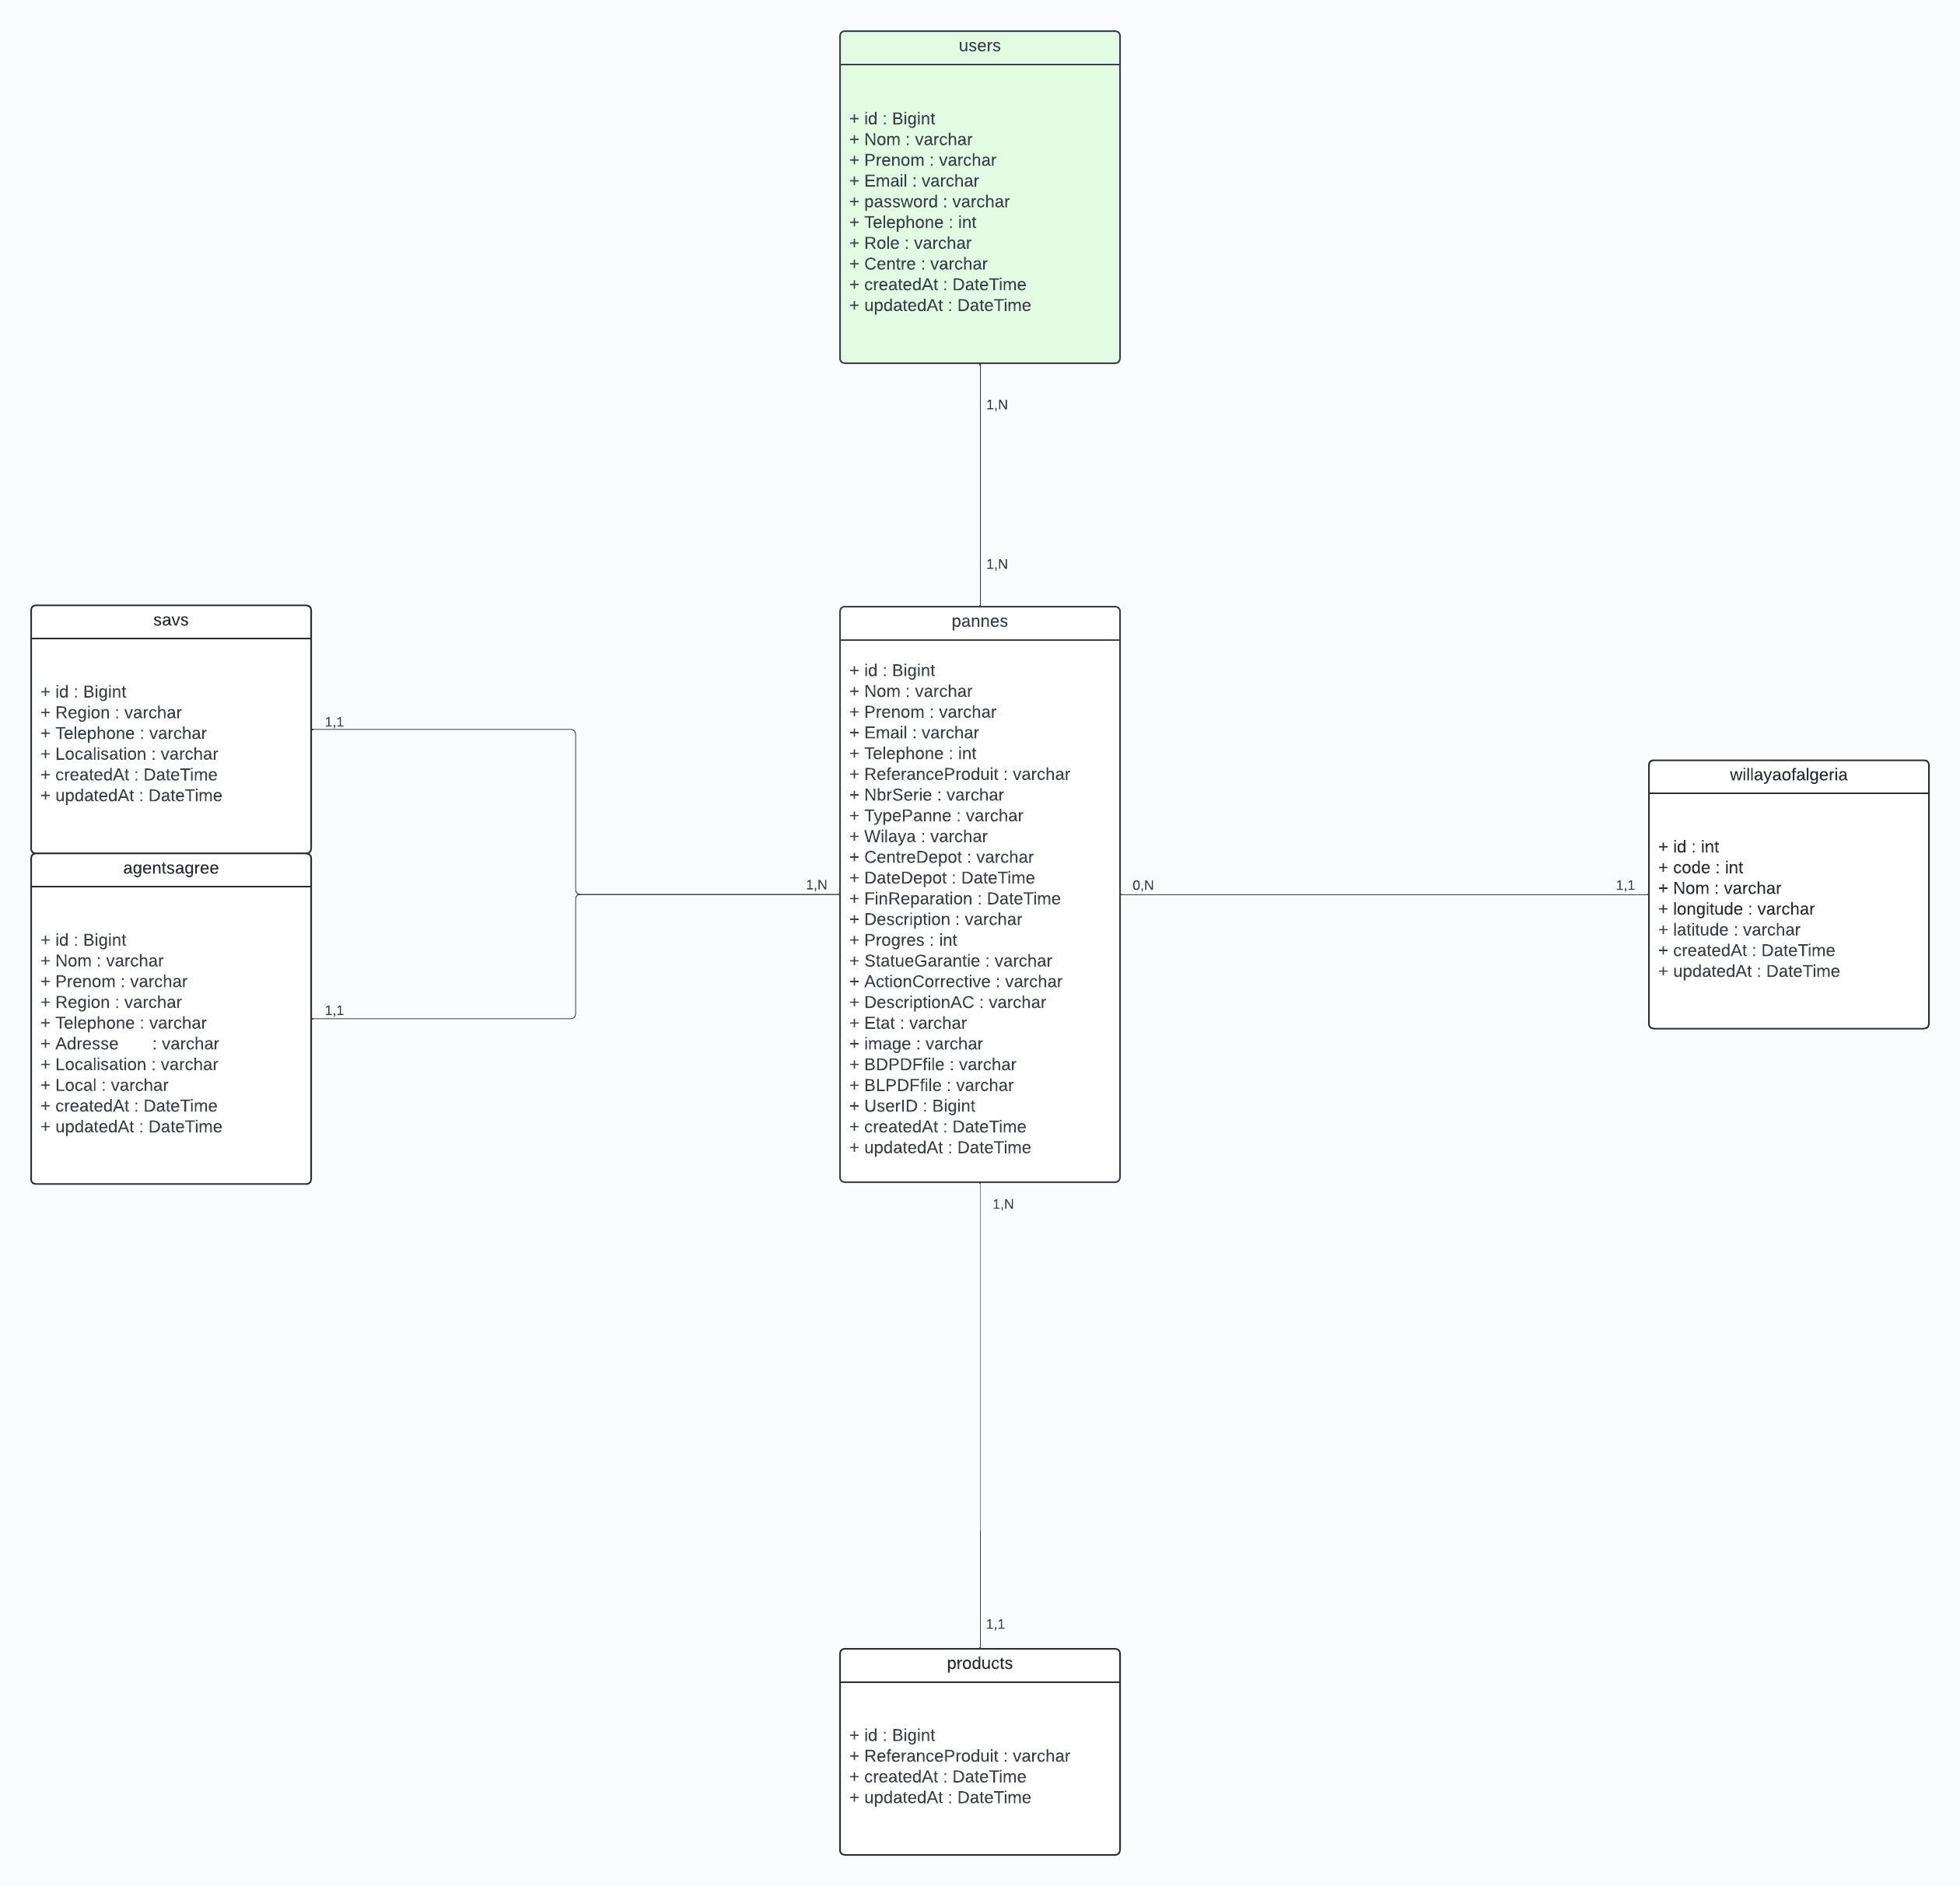 users
+ id : Bigint
+ Nom : varchar
+ Prenom : varchar
+ Email : varchar
+ password : varchar
+ Telephone : int
+ Role : varchar
+ Centre : varchar
+ createdAt : DateTime
+ updatedAt : DateTime
1,N
1,N
savs
+ id : Bigint
+ Region : varchar
+ Telephone : varchar
+ Localisation : varchar
+ createdAt : DateTime
+ updatedAt : DateTime
1,1
agentsagree
+ id : Bigint
+ Nom : varchar
+ Prenom : varchar
+ Region : varchar
+ Telephone : varchar
+ Adresse : varchar
+ Localisation : varchar
+ Local : varchar
+ createdAt : DateTime
+ updatedAt : DateTime
1,1
1,N
pannes
+ id : Bigint
+ Nom : varchar
+ Prenom : varchar
+ Email : varchar
+ Telephone : int
+ ReferanceProduit : varchar
+ NbrSerie : varchar
+ TypePanne : varchar
+ Wilaya : varchar
+ CentreDepot : varchar
+ DateDepot : DateTime
+ FinReparation : DateTime
+ Description : varchar
+ Progres : int
+ StatueGarantie : varchar
+ ActionCorrective : varchar
+ DescriptionAC : varchar
+ Etat : varchar
+ image : varchar
+ BDPDFfile : varchar
+ BLPDFfile : varchar
+ UserID : Bigint
+ createdAt : DateTime
+ updatedAt : DateTime
0,N
1,1
willayaofalgeria
+ id : int
+ code : int
+ Nom : varchar
+ longitude : varchar
+ latitude : varchar
+ createdAt : DateTime
+ updatedAt : DateTime
1,N
1,1
products
+ id : Bigint
+ ReferanceProduit : varchar
+ createdAt : DateTime
+ updatedAt : DateTime